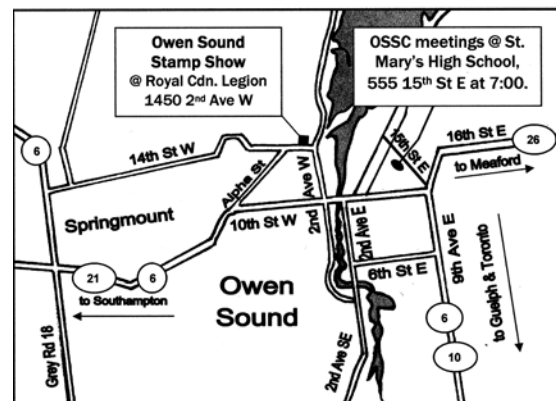 Owen Sound
Stamp Show
@ Royal Cdn. Legion
1450 2nd Ave W
OSSC meetings @ St.
Mary's High School,
555 15th St E at 7:00.
6
14th St W
Alpha St
15th St E
16th St E
26
to Meaford
Springmount
10th St W
2nd Ave W
2nd Ave E
9th Ave E
to Guelph & Toronto
6th St E
21
6
to Southampton
Owen
Sound
6
10
Grey Rd 18
2nd Ave SE